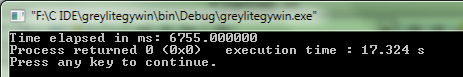 "F:\C IDE\greylitegywin\bin\Debug\greylitegywin.exe"
Time elapsed in ms: 6755.000000
Process returned 0 (0x0)   execution time : 17.324 s
Press any key to continue.